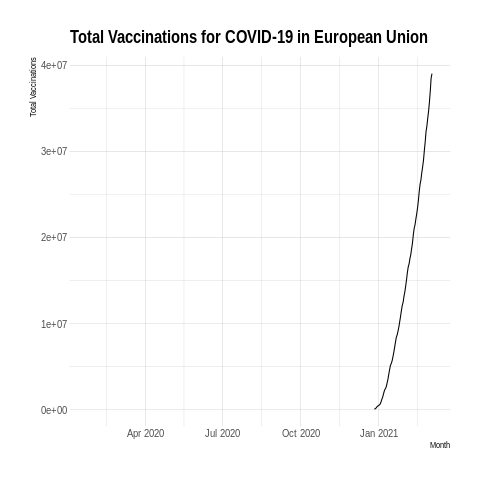 Total Vaccinations for COVID-19 in European Union
Total Vaccinations
4e+07
3e+07
2e+07
1e+07
0e+00
Apr 2020
Jul 2020
Oct 2020
Jan 2021
Month